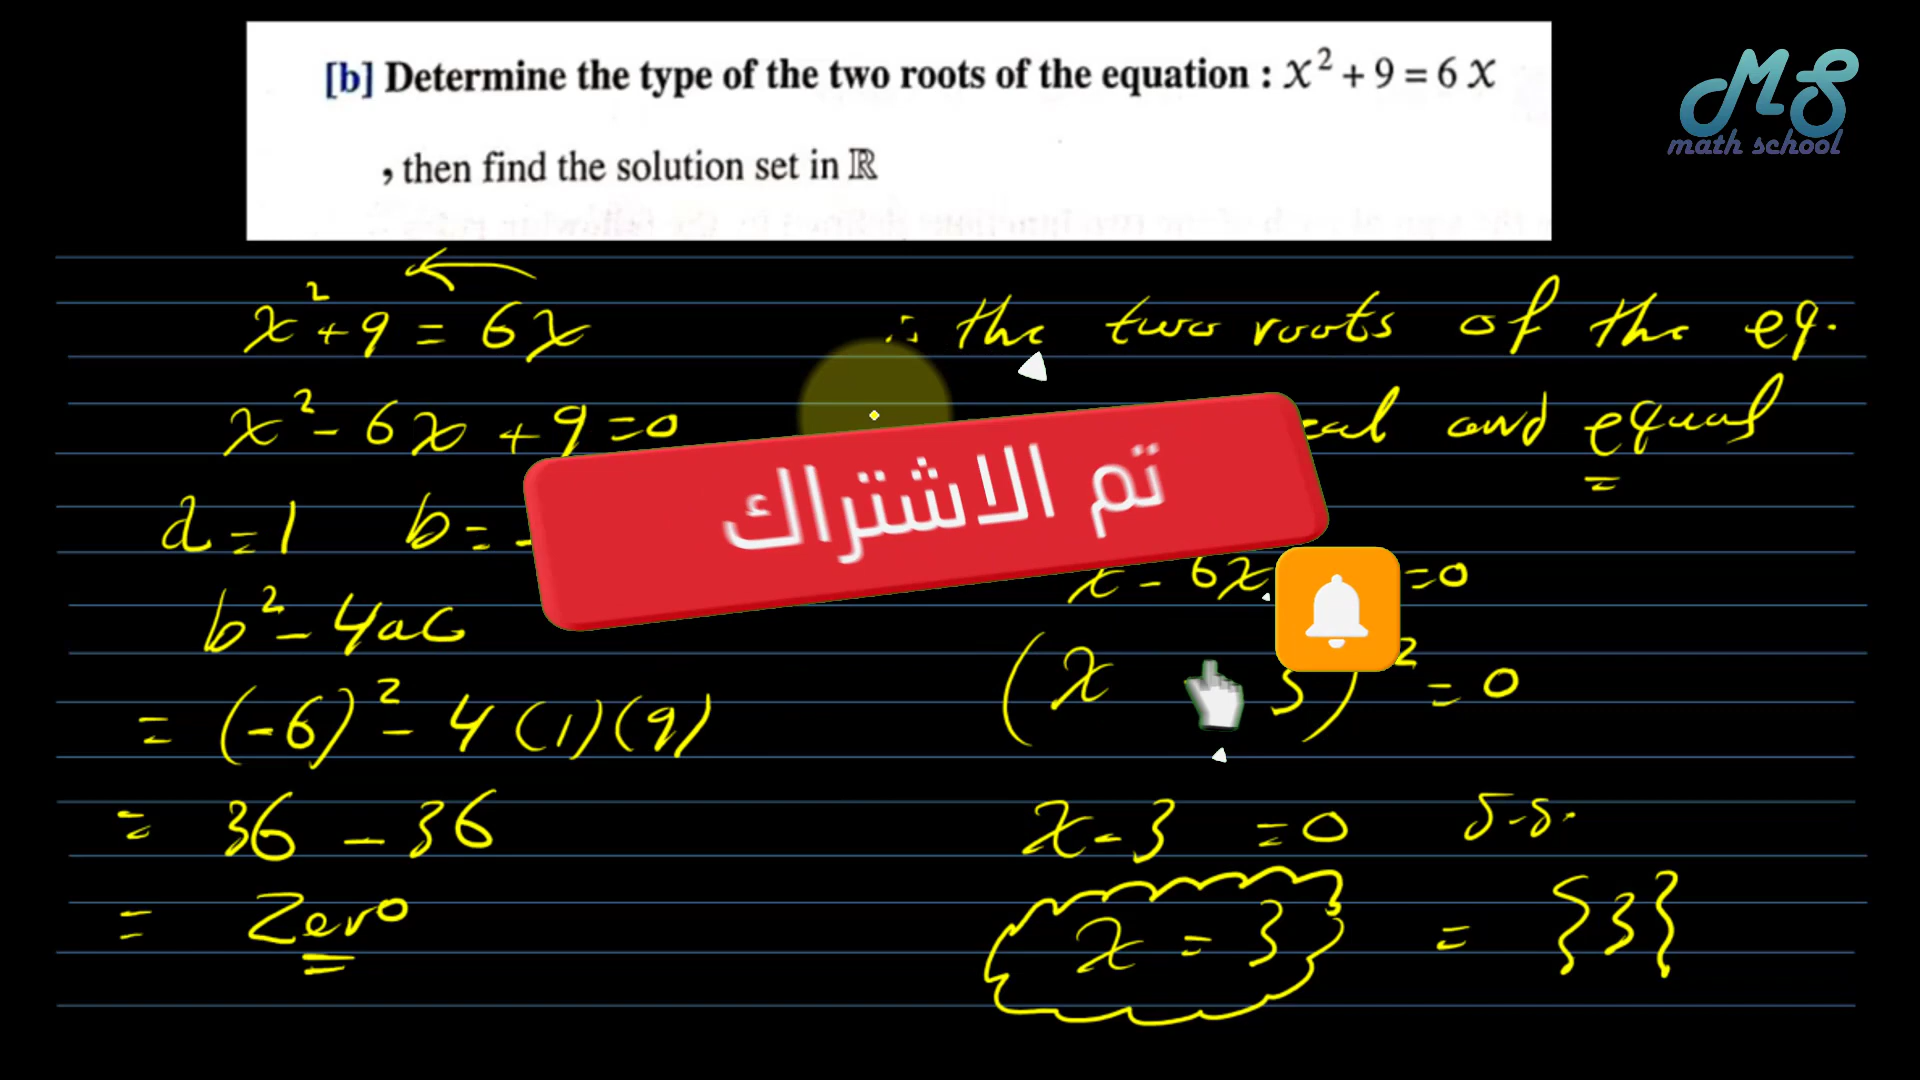 [b] Determine the type of the two roots of the equation : x² + 9 = 6 x
, then find the solution set in ℝ
MS
math school
x² + 9 = 6x
x² - 6x + 9 = 0
a = 1 b = -
b² - 4ac
= (-6)² - 4 (1)(9)
= 36 - 36
= Zero
∴ the two roots of the eq.
and equal
تم الاشتراك
x - 6x = 0
(x 3)² = 0
x - 3 = 0 S.S.
x = 3 = {3}